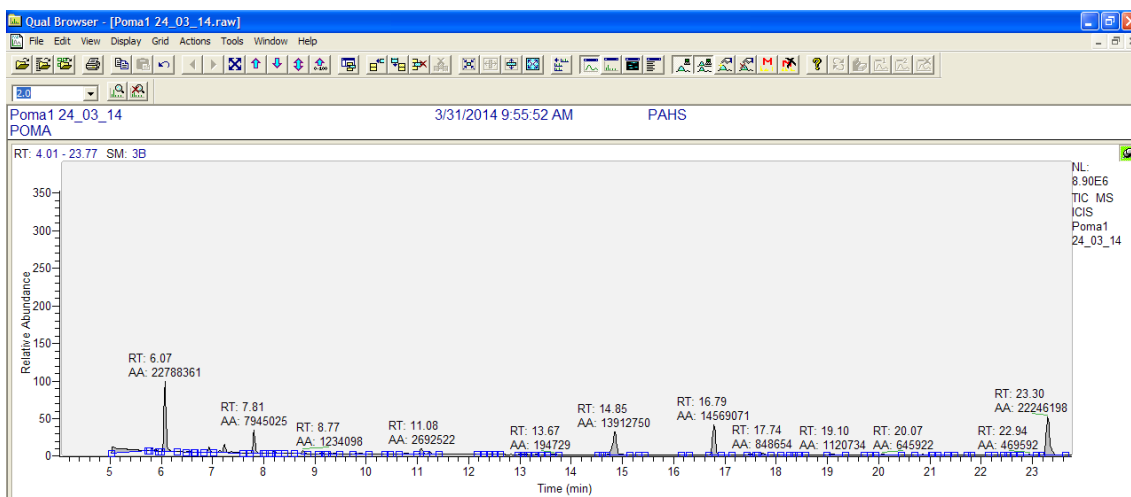 Qual Browser - [Poma1 24_03_14.raw]
File Edit View Display Grid Actions Tools Window Help
2.0
Poma1 24_03_14 3/31/2014 9:55:52 AM PAHS
POMA
RT: 4.01 - 23.77 SM: 3B
NL:
8.90E6
TIC MS
ICIS
Poma1
24_03_14
350
300
250
200
150
100
50
0
Relative Abundance
RT: 6.07
AA: 22788361
RT: 7.81
AA: 7945025
RT: 8.77
AA: 1234098
RT: 11.08
AA: 2692522
RT: 13.67
AA: 194729
RT: 14.85
AA: 13912750
RT: 16.79
AA: 14569071
RT: 17.74
AA: 848654
RT: 19.10
AA: 1120734
RT: 20.07
AA: 645922
RT: 22.94
AA: 469592
RT: 23.30
AA: 22246198
5 6 7 8 9 10 11 12 13 14 15 16 17 18 19 20 21 22 23
Time (min)